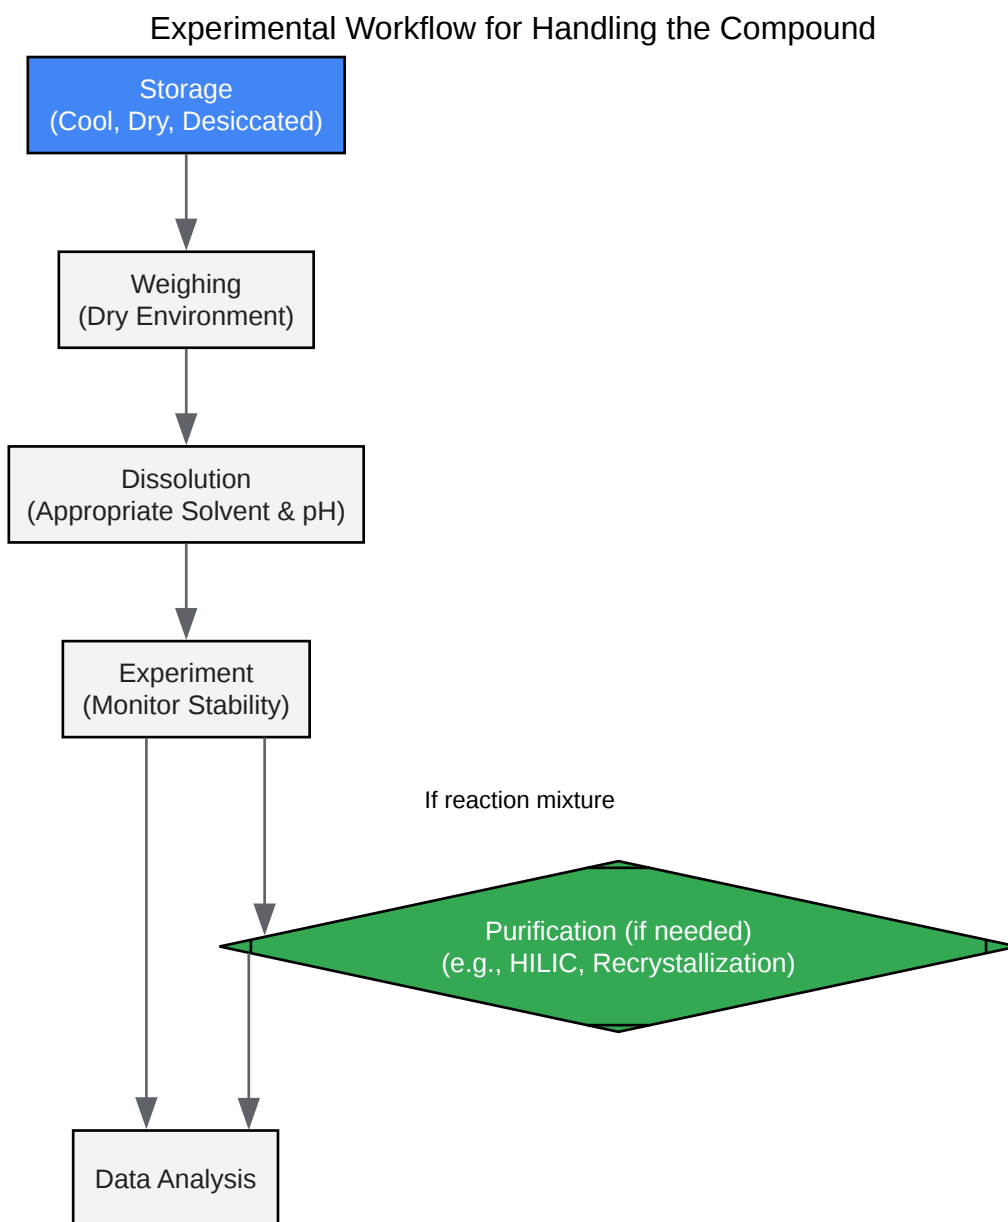 Experimental Workflow for Handling the Compound
Storage
(Cool, Dry, Desiccated)
Weighing
(Dry Environment)
Dissolution
(Appropriate Solvent & pH)
Experiment
(Monitor Stability)
If reaction mixture
Purification (if needed)
(e.g., HILIC, Recrystallization)
Data Analysis